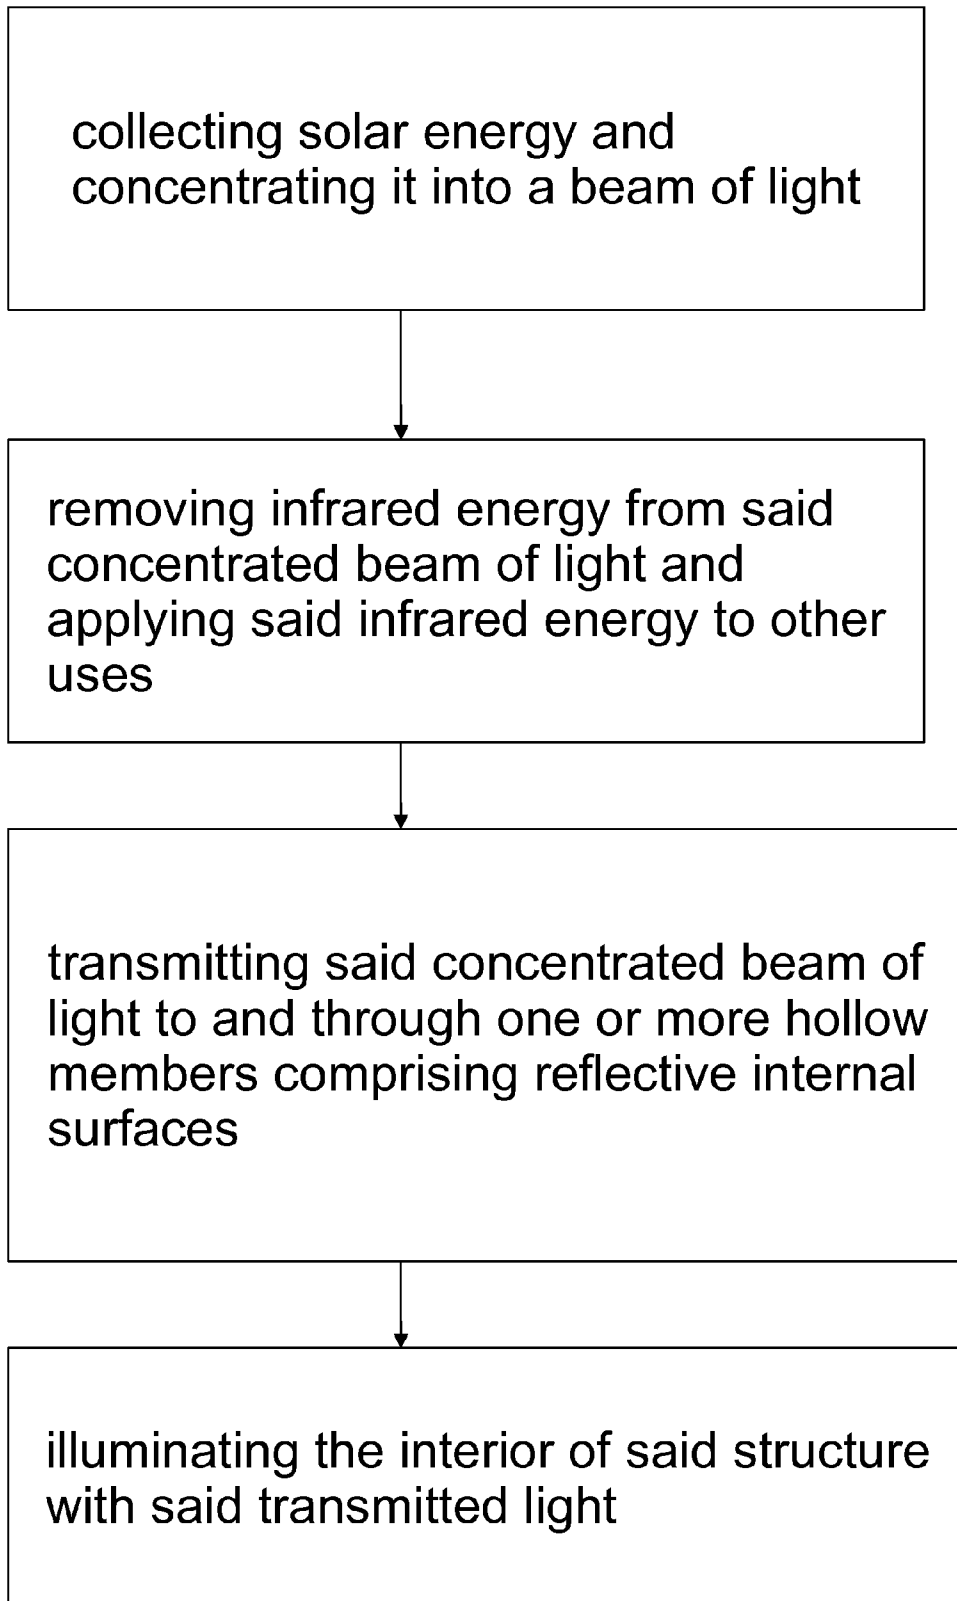 collecting solar energy and
concentrating it into a beam of light
removing infrared energy from said
concentrated beam of light and
applying said infrared energy to other
uses
transmitting said concentrated beam of
light to and through one or more hollow
members comprising reflective internal
surfaces
illuminating the interior of said structure
with said transmitted light